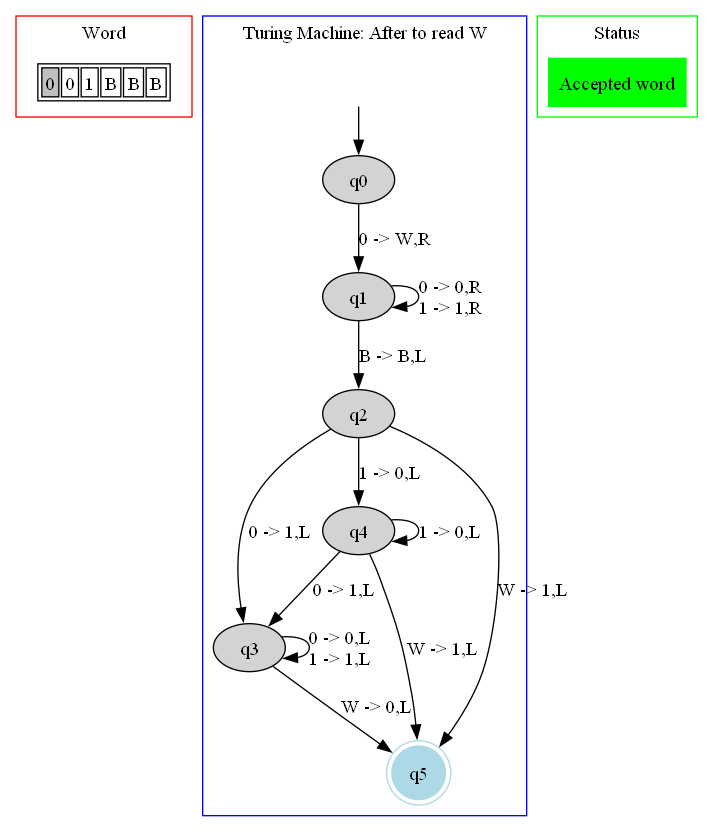 Word
0 0 1 B B B
Turing Machine: After to read W
q0
0 -> W,R
q1
0 -> 0,R
1 -> 1,R
B -> B,L
q2
1 -> 0,L
0 -> 1,L
q4
1 -> 0,L
0 -> 1,L
W -> 1,L
q3
0 -> 0,L
1 -> 1,L
W -> 1,L
W -> 0,L
q5
Status
Accepted word